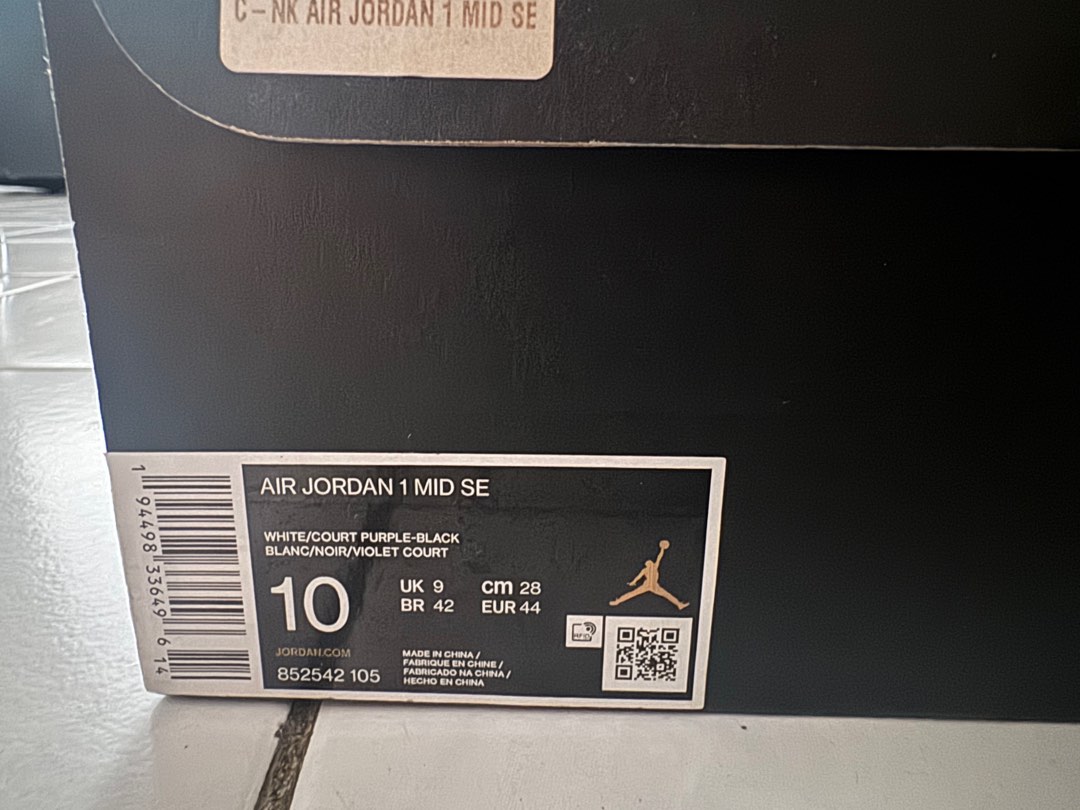 C-NK AIR JORDAN 1 MID SE
AIR JORDAN 1 MID SE
WHITE/COURT PURPLE-BLACK
BLANC/NOIR/VIOLET COURT
10
UK 9 cm 28
BR 42 EUR 44
JORDAN.COM
852542 105
MADE IN CHINA /
FABRIQUE EN CHINE /
FABRICADO NA CHINA /
HECHO EN CHINA
RFID
1 94498 33649 6 14